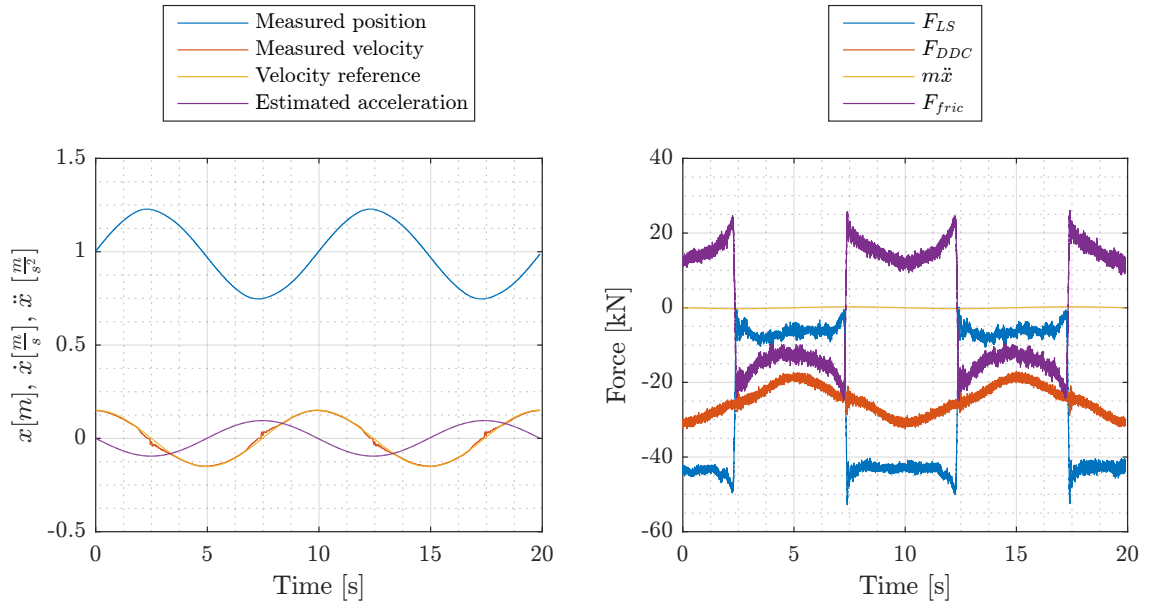 Measured position
Measured velocity
Velocity reference
Estimated acceleration
1.5
1
0.5
0
-0.5
0 5 10 15 20
Time [s]
x[m], ẋ[m/s], ẍ [m/s²]
F_LS
F_DDC
mẍ
F_fric
40
20
0
-20
-40
-60
0 5 10 15 20
Time [s]
Force [kN]